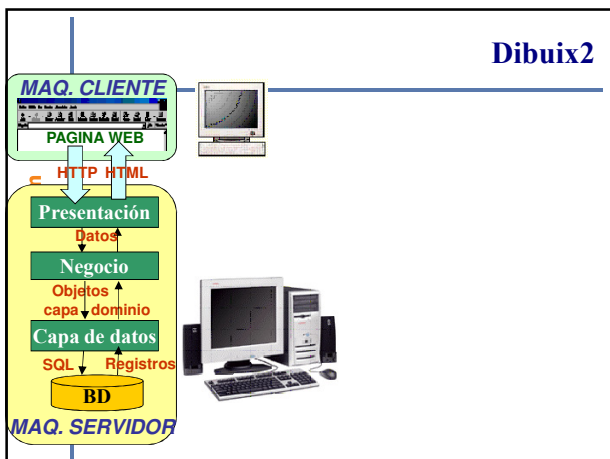 Dibuix2
MAQ. CLIENTE
PAGINA WEB
HTTP HTML
Presentación
Datos
Negocio
Objetos
capa dominio
Capa de datos
SQL Registros
BD
MAQ. SERVIDOR